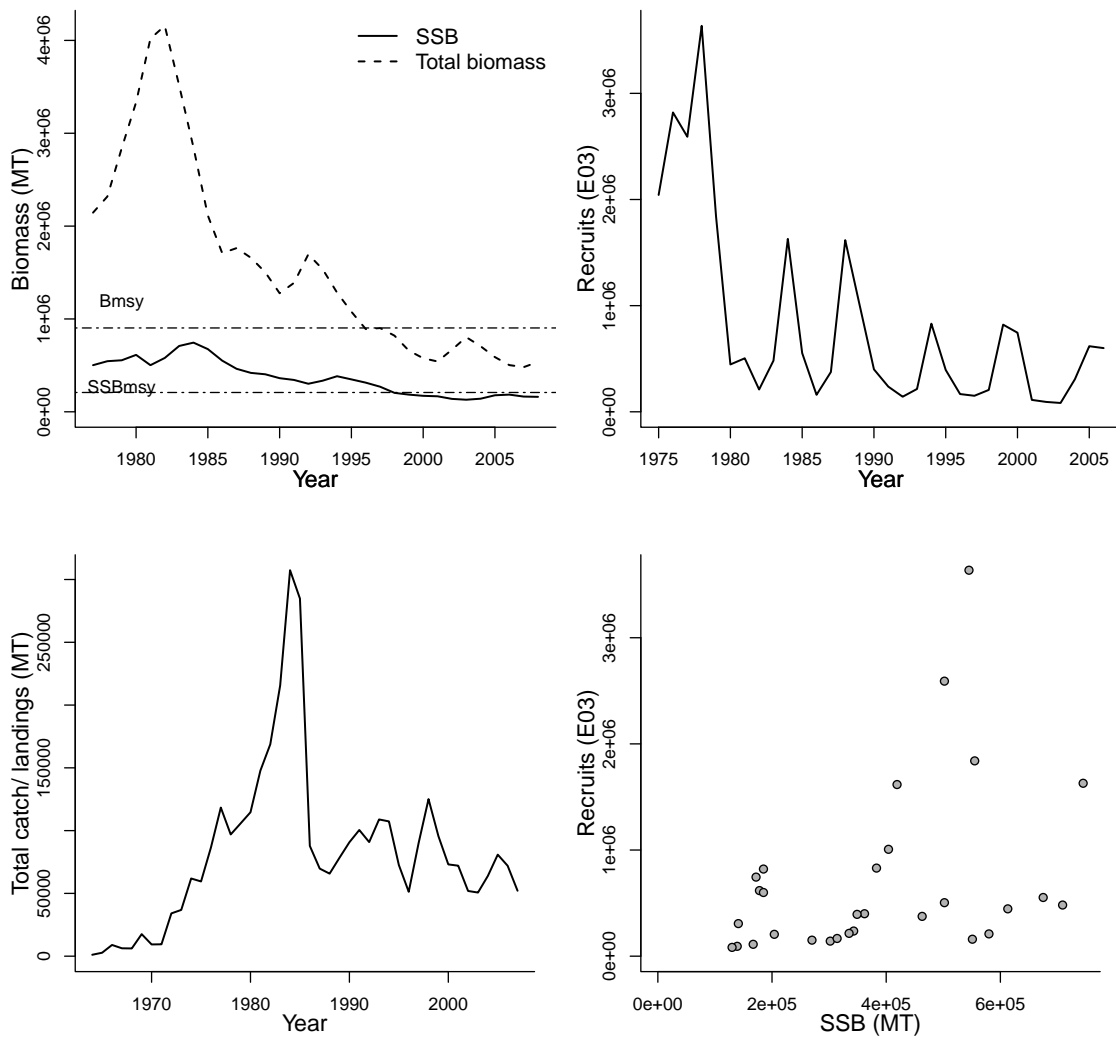 SSB
Total biomass
Biomass (MT)
4e+06
3e+06
2e+06
1e+06
0e+00
Bmsy
SSBmsy
1980 1985 1990 1995 2000 2005
Year
Recruits (E03)
3e+06
2e+06
1e+06
0e+00
1975 1980 1985 1990 1995 2000 2005
Year
Total catch/ landings (MT)
250000
150000
50000
0
1970 1980 1990 2000
Year
Recruits (E03)
3e+06
2e+06
1e+06
0e+00
0e+00 2e+05 4e+05 6e+05
SSB (MT)